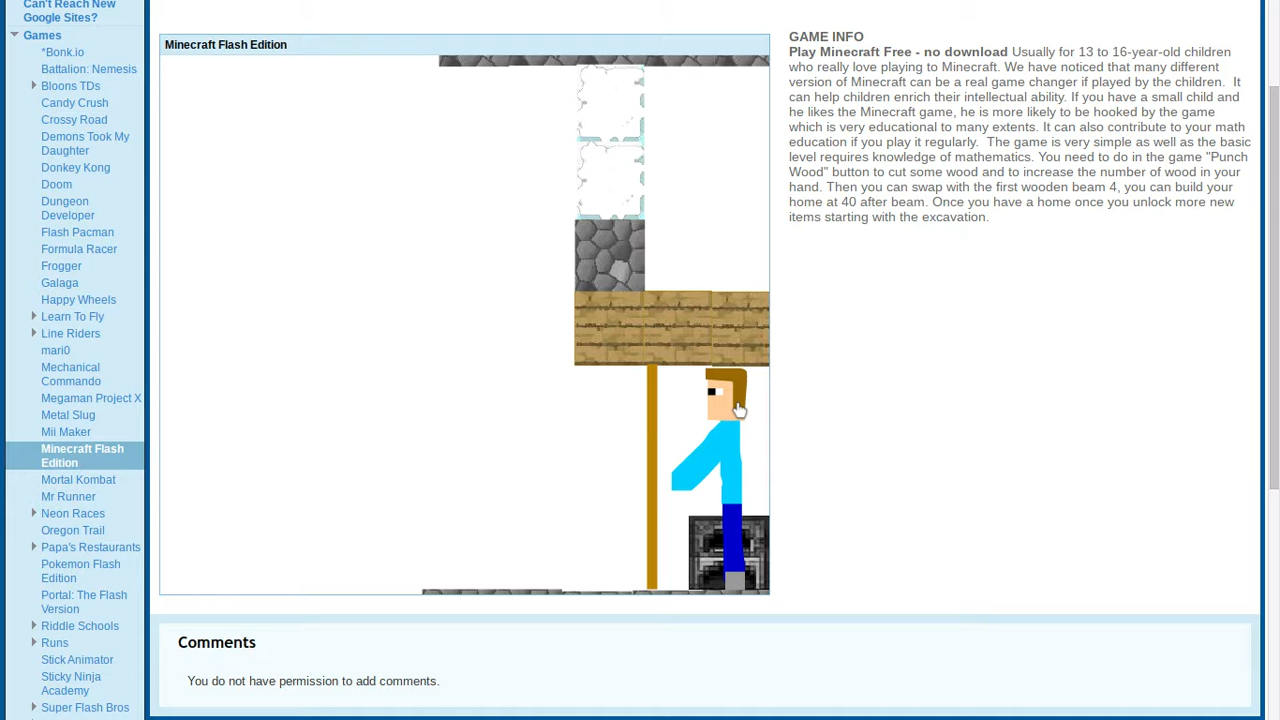 Can't Reach New
Google Sites?
Games
*Bonk.io
Battalion: Nemesis
Bloons TDs
Candy Crush
Crossy Road
Demons Took My
Daughter
Donkey Kong
Doom
Dungeon
Developer
Flash Pacman
Formula Racer
Frogger
Galaga
Happy Wheels
Learn To Fly
Line Riders
mari0
Mechanical
Commando
Megaman Project X
Metal Slug
Mii Maker
Minecraft Flash
Edition
Mortal Kombat
Mr Runner
Neon Races
Oregon Trail
Papa's Restaurants
Pokemon Flash
Edition
Portal: The Flash
Version
Riddle Schools
Runs
Stick Animator
Sticky Ninja
Academy
Super Flash Bros
Minecraft Flash Edition
GAME INFO
Play Minecraft Free - no download Usually for 13 to 16-year-old children
who really love playing to Minecraft. We have noticed that many different
version of Minecraft can be a real game changer if played by the children.  It
can help children enrich their intellectual ability. If you have a small child and
he likes the Minecraft game, he is more likely to be hooked by the game
which is very educational to many extents. It can also contribute to your math
education if you play it regularly.  The game is very simple as well as the basic
level requires knowledge of mathematics. You need to do in the game "Punch
Wood" button to cut some wood and to increase the number of wood in your
hand. Then you can swap with the first wooden beam 4, you can build your
home at 40 after beam. Once you have a home once you unlock more new
items starting with the excavation.
Comments
You do not have permission to add comments.